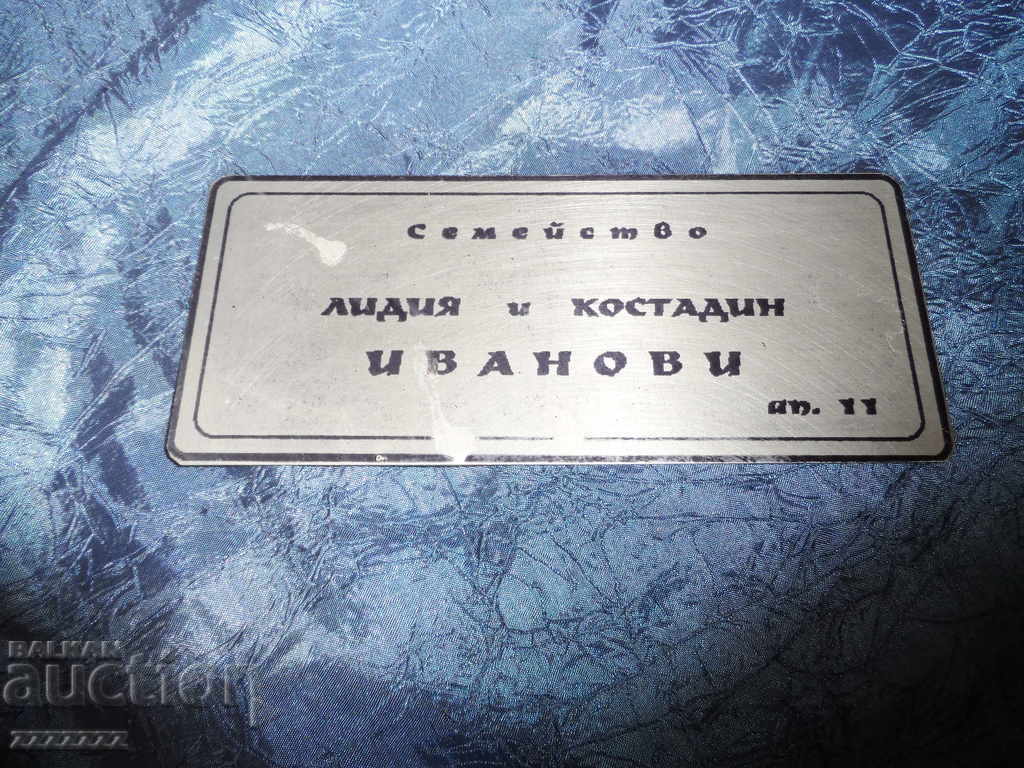 Семейство
ЛИДИЯ и КОСТАДИН
ИВАНОВИ
ап. 11
BALKAN
auction